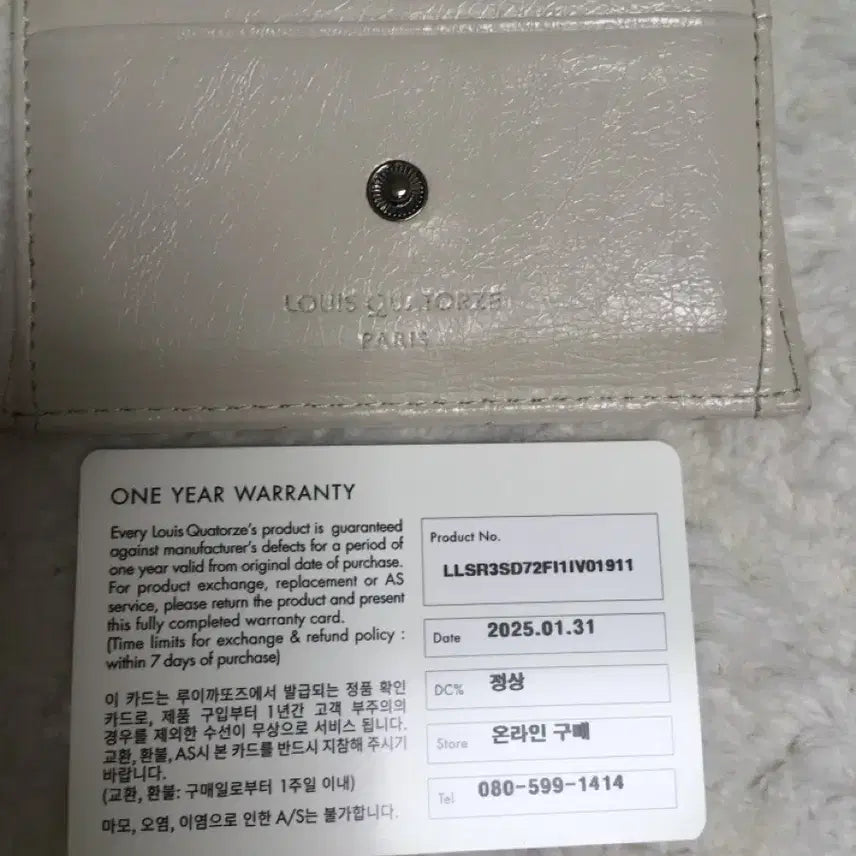 LOUIS QUATORZE
PARIS
ONE YEAR WARRANTY
Every Louis Quatorze's product is guaranteed
against manufacturer's defects for a period of
one year valid from original date of purchase.
For product exchange, replacement or AS
service, please return the product and present
this fully completed warranty card.
(Time limits for exchange & refund policy :
within 7 days of purchase)
이 카드는 루이까또즈에서 발급되는 정품 확인
카드로, 제품 구입부터 1년간 고객 부주의의
경우를 제외한 수선이 무상으로 서비스 됩니다.
교환, 환불, AS시 본 카드를 반드시 지참해 주시기
바랍니다.
(교환, 환불: 구매일로부터 1주일 이내)
마모, 오염, 이염으로 인한 A/S는 불가합니다.
Product No.
LLSR3SD72FI1IV01911
Date 2025.01.31
DC% 정상
Store 온라인 구매
Tel 080-599-1414